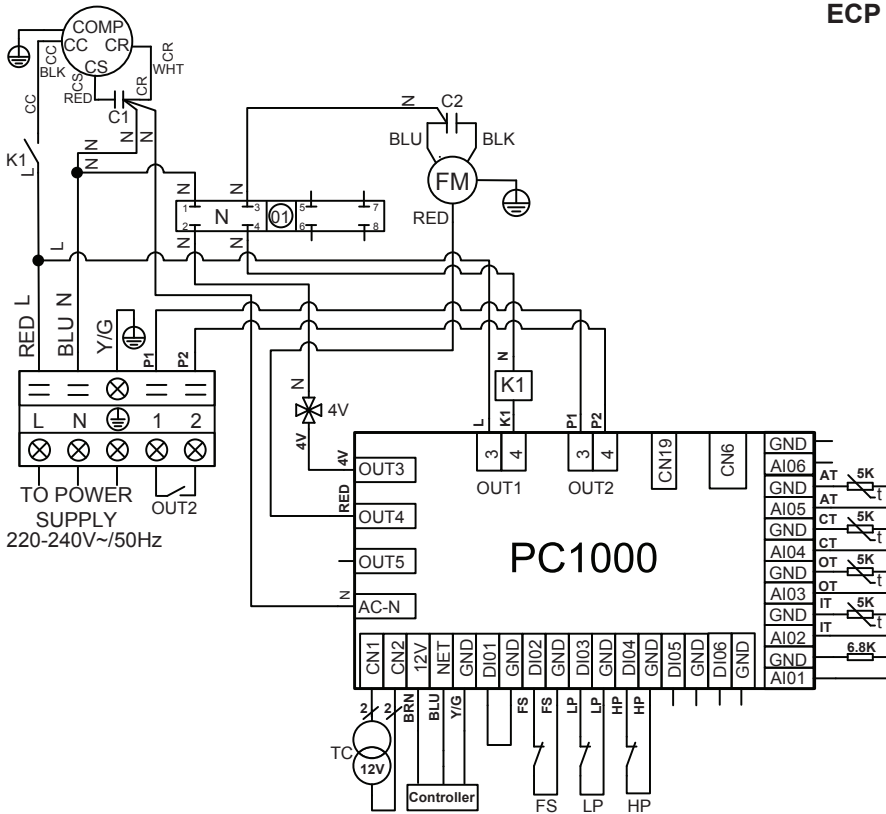 ECP
COMP
CC CR
CS
CC
BLK
CS
RED
CR
WHT
CR
C1
CC
N N N
N N
K1
L
L
N
C2
BLU BLK
FM
RED
N N
1 3 5 7
N 01
2 4 6 8
N N
RED L
BLU N
Y/G
P1
P2
L N 1 2
TO POWER
SUPPLY
220-240V~/50Hz
OUT2
N
4V
4V
N
K1
L K1 P1 P2
3 4 3 4
OUT1 OUT2
CN19
CN6
4V
OUT3
RED
OUT4
OUT5
N
AC-N
PC1000
GND
AI06
GND
AI05
GND
AI04
GND
AI03
GND
AI02
GND
AI01
AT 5K
t
AT
CT 5K
t
CT
OT 5K
t
OT
IT 5K
t
IT
6.8K
CN1 CN2 12V NET GND DI01 GND DI02 GND DI03 GND DI04 GND DI05 GND DI06 GND
2 2 BRN BLU Y/G FS FS LP LP HP HP
TC
12V
Controller
FS LP HP